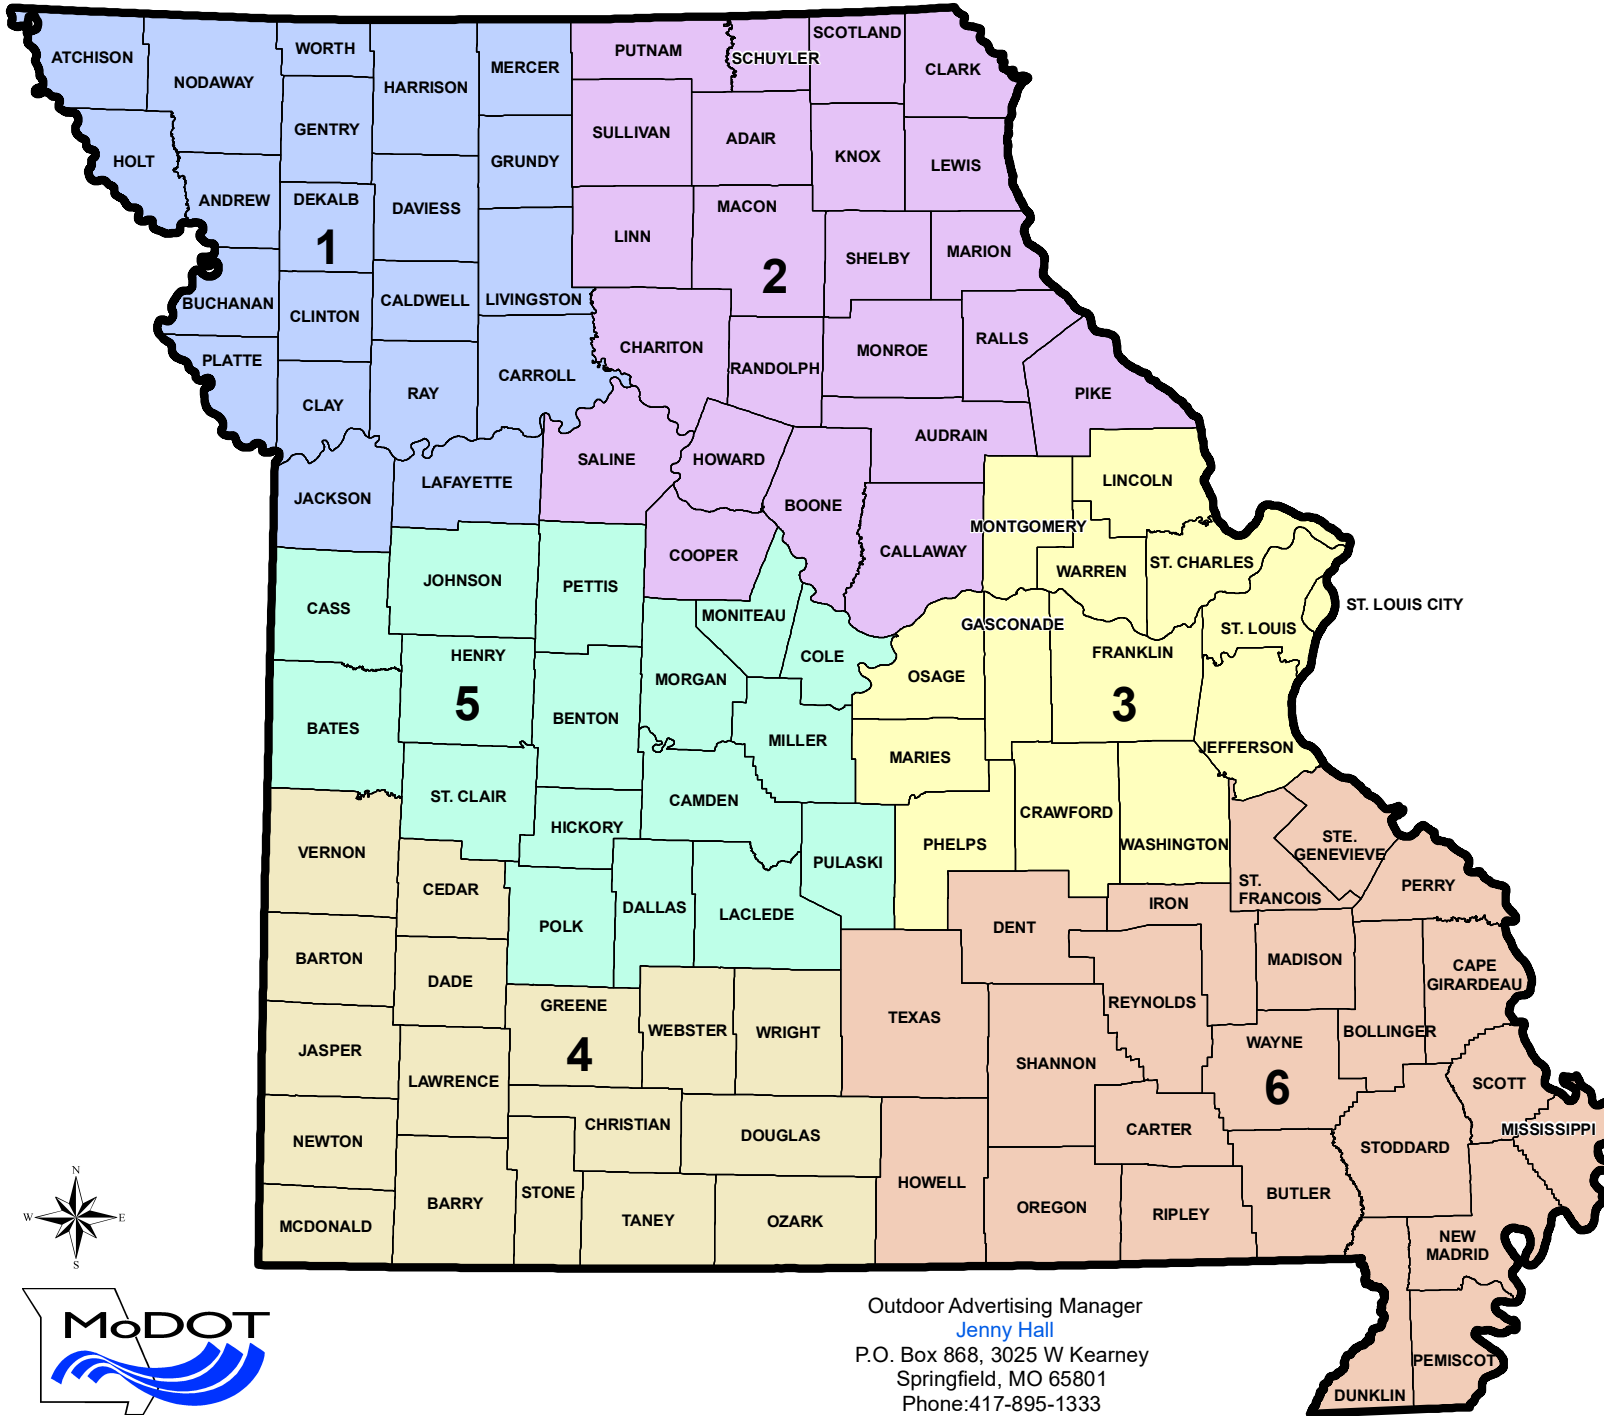 ATCHISON
NODAWAY
WORTH
HARRISON
MERCER
PUTNAM
SCHUYLER
SCOTLAND
CLARK
HOLT
GENTRY
GRUNDY
SULLIVAN
ADAIR
KNOX
LEWIS
ANDREW
DEKALB
1
DAVIESS
LINN
MACON
2
SHELBY
MARION
BUCHANAN
CLINTON
CALDWELL
LIVINGSTON
CHARITON
RANDOLPH
MONROE
RALLS
PLATTE
CLAY
RAY
CARROLL
PIKE
AUDRAIN
JACKSON
LAFAYETTE
SALINE
HOWARD
BOONE
LINCOLN
MONTGOMERY
CALLAWAY
COOPER
WARREN
ST. CHARLES
CASS
JOHNSON
PETTIS
MONITEAU
GASCONADE
ST. LOUIS
ST. LOUIS CITY
HENRY
5
MORGAN
COLE
OSAGE
FRANKLIN
3
BATES
BENTON
MILLER
MARIES
JEFFERSON
ST. CLAIR
HICKORY
CAMDEN
CRAWFORD
VERNON
PULASKI
PHELPS
WASHINGTON
STE.
GENEVIEVE
CEDAR
POLK
DALLAS
LACLEDE
DENT
IRON
ST.
FRANCOIS
PERRY
BARTON
DADE
MADISON
CAPE
GIRARDEAU
GREENE
4
WEBSTER
WRIGHT
TEXAS
REYNOLDS
BOLLINGER
JASPER
LAWRENCE
SHANNON
WAYNE
6
SCOTT
NEWTON
CHRISTIAN
DOUGLAS
CARTER
STODDARD
MISSISSIPPI
MCDONALD
BARRY
STONE
TANEY
OZARK
HOWELL
OREGON
RIPLEY
BUTLER
NEW
MADRID
PEMISCOT
DUNKLIN
N
W
E
S
MoDOT
Outdoor Advertising Manager
Jenny Hall
P.O. Box 868, 3025 W Kearney
Springfield, MO 65801
Phone:417-895-1333